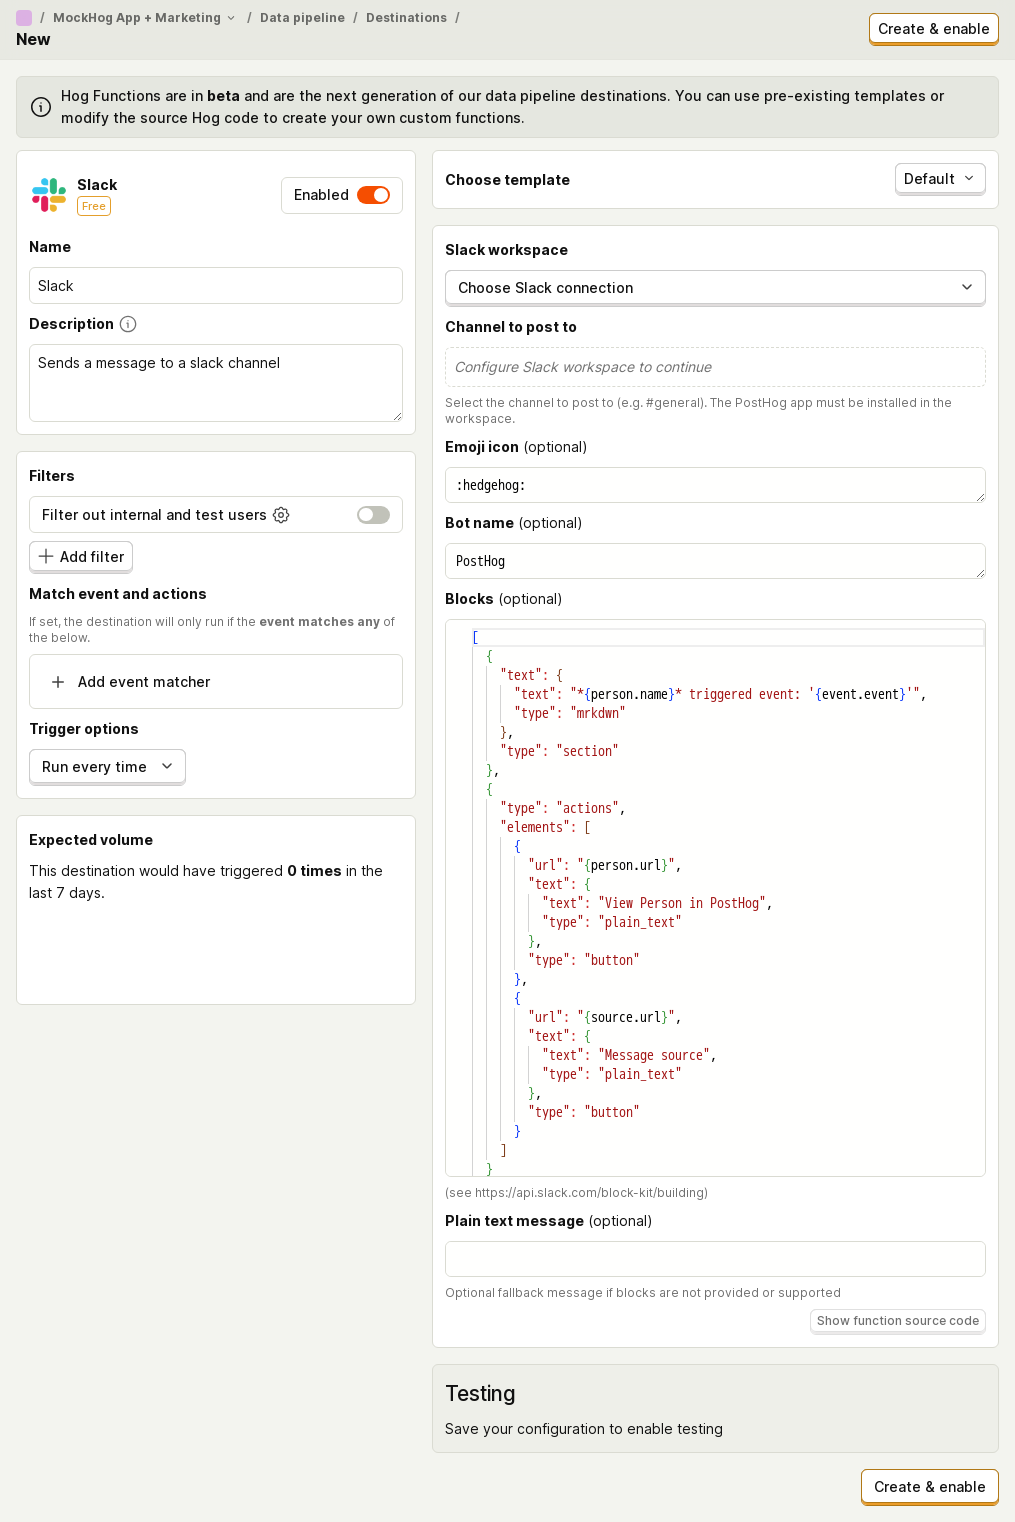 / MockHog App + Marketing / Data pipeline / Destinations /
New
Create & enable
Hog Functions are in beta and are the next generation of our data pipeline destinations. You can use pre-existing templates or
modify the source Hog code to create your own custom functions.
Slack
Free
Enabled
Name
Slack
Description
Sends a message to a slack channel
Filters
Filter out internal and test users
Add filter
Match event and actions
If set, the destination will only run if the event matches any of
the below.
Add event matcher
Trigger options
Run every time
Expected volume
This destination would have triggered 0 times in the
last 7 days.
Choose template
Default
Slack workspace
Choose Slack connection
Channel to post to
Configure Slack workspace to continue
Select the channel to post to (e.g. #general). The PostHog app must be installed in the
workspace.
Emoji icon (optional)
:hedgehog:
Bot name (optional)
PostHog
Blocks (optional)
[
{
"text": {
"text": "*{person.name}* triggered event: '{event.event}'",
"type": "mrkdwn"
},
"type": "section"
},
{
"type": "actions",
"elements": [
{
"url": "{person.url}",
"text": {
"text": "View Person in PostHog",
"type": "plain_text"
},
"type": "button"
},
{
"url": "{source.url}",
"text": {
"text": "Message source",
"type": "plain_text"
},
"type": "button"
}
]
}
(see https://api.slack.com/block-kit/building)
Plain text message (optional)
Optional fallback message if blocks are not provided or supported
Show function source code
Testing
Save your configuration to enable testing
Create & enable